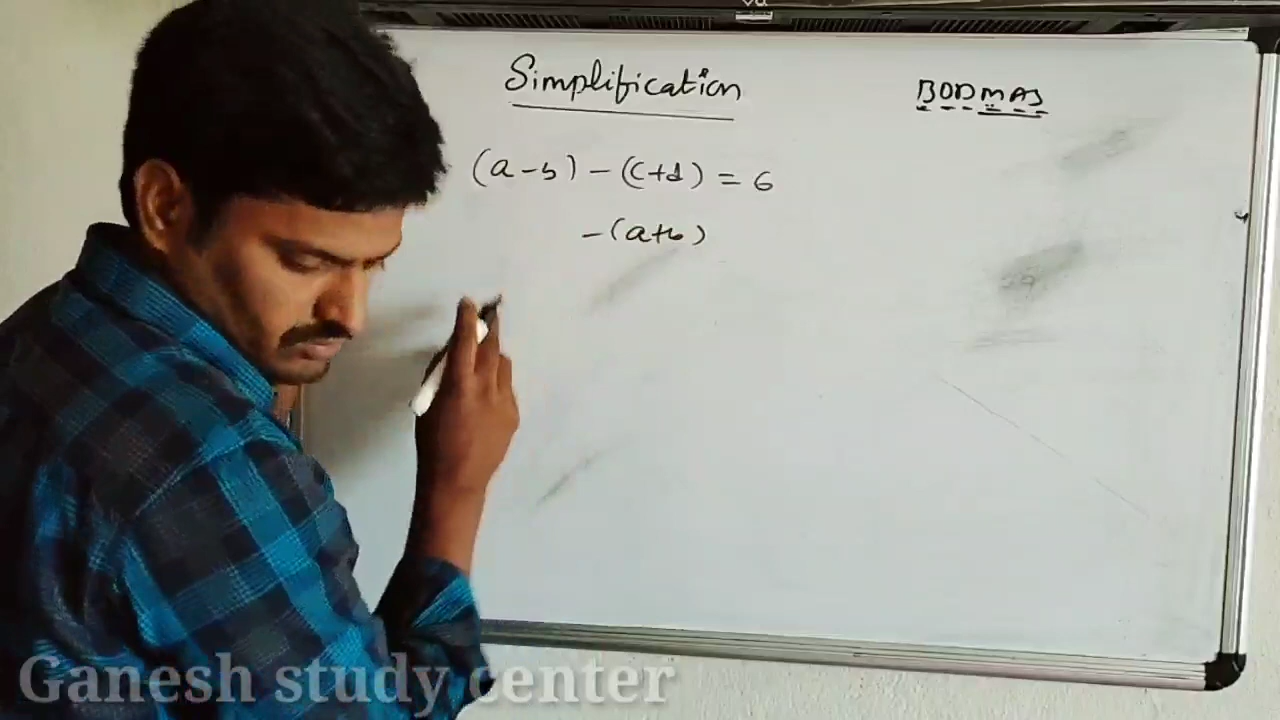 Simplification
BODMAS
(a-b) - (c+d) = 6
-(a+b)
Ganesh study center